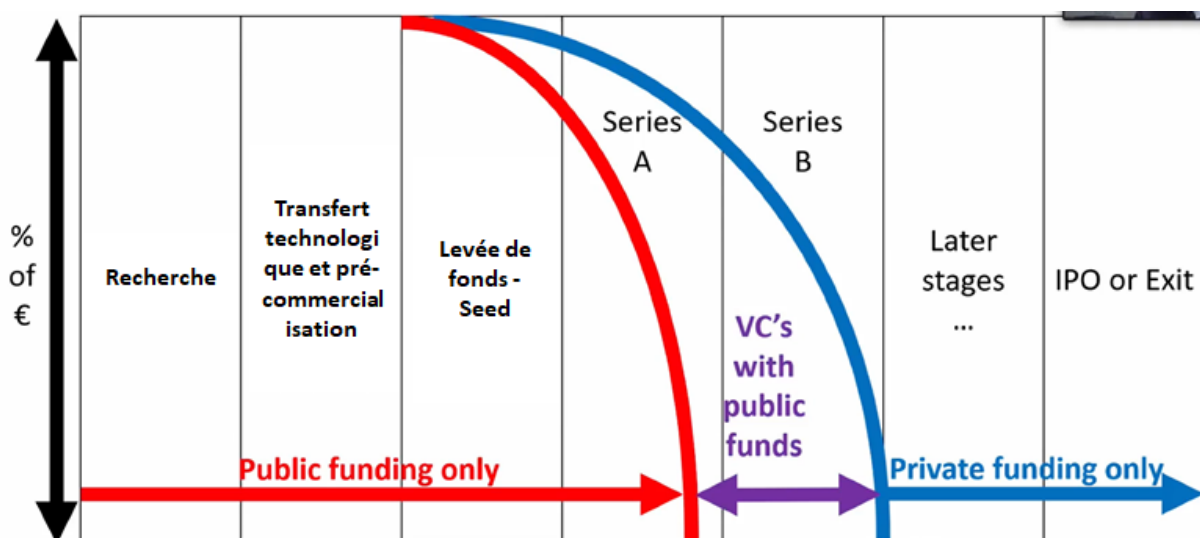 %
of
€
Recherche
Transfert
technologi
que et pré-
commercial
isation
Levée de
fonds -
Seed
Series
A
Series
B
Later
stages
...
IPO or Exit
VC's
with
public
funds
Public funding only
Private funding only